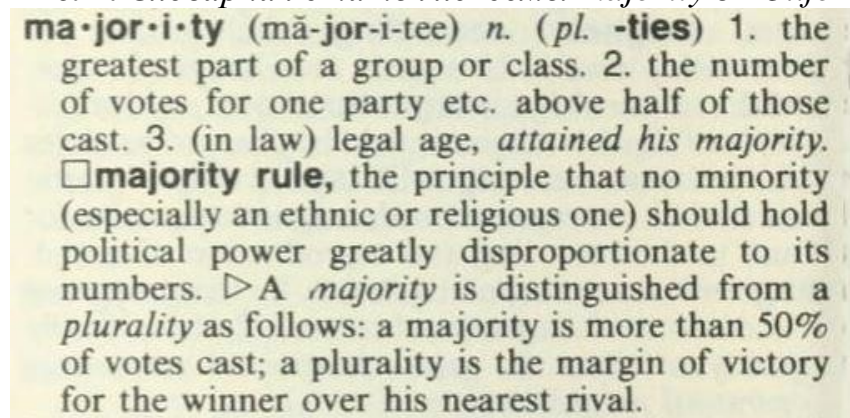 ma·jor·i·ty (mă-jor-i-tee) n. (pl. -ties) 1. the
greatest part of a group or class. 2. the number
of votes for one party etc. above half of those
cast. 3. (in law) legal age, attained his majority.
□majority rule, the principle that no minority
(especially an ethnic or religious one) should hold
political power greatly disproportionate to its
numbers. ▷A majority is distinguished from a
plurality as follows: a majority is more than 50%
of votes cast; a plurality is the margin of victory
for the winner over his nearest rival.